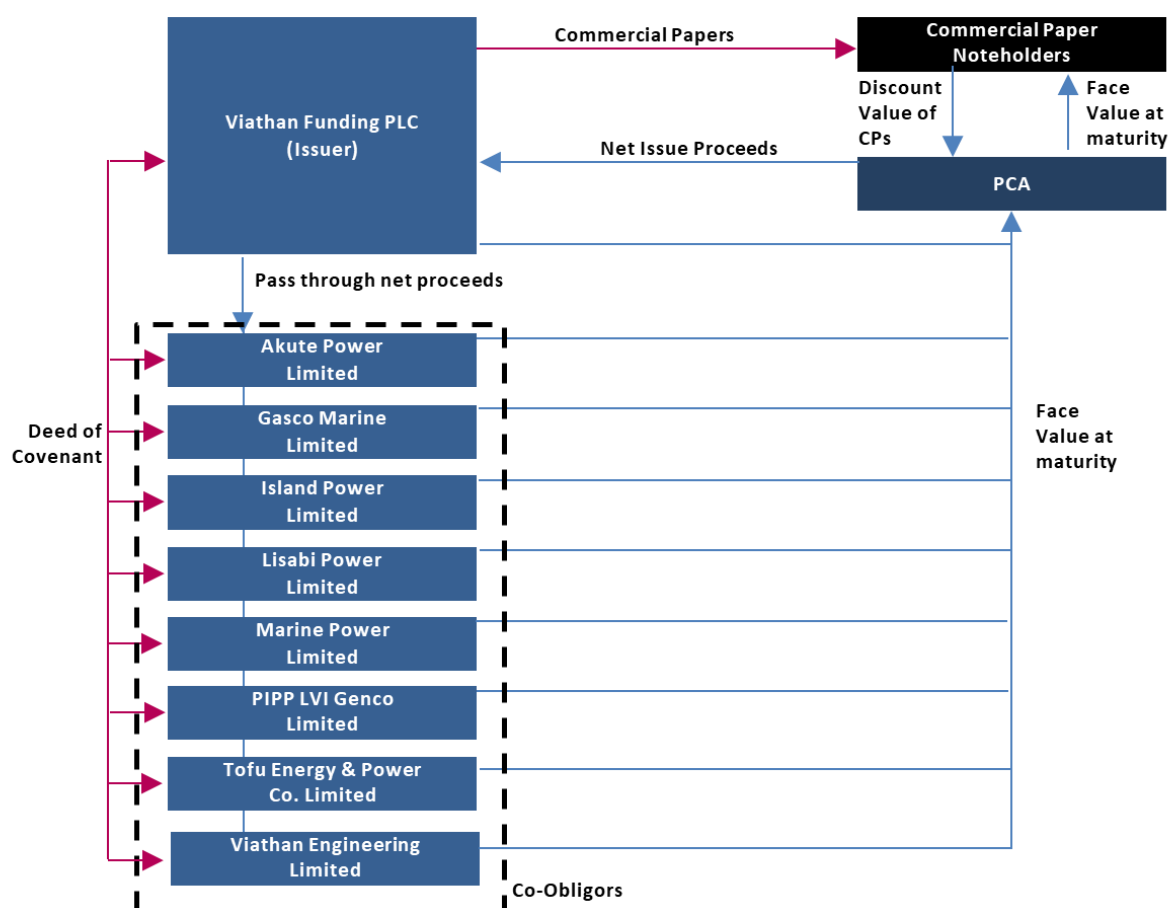 Commercial Papers
Commercial Paper
Noteholders
Viathan Funding PLC
(Issuer)
Discount
Value of
CPs
Face
Value at
maturity
Net Issue Proceeds
PCA
Pass through net proceeds
Akute Power
Limited
Gasco Marine
Limited
Deed of
Covenant
Face
Value at
maturity
Island Power
Limited
Lisabi Power
Limited
Marine Power
Limited
PIPP LVI Genco
Limited
Tofu Energy & Power
Co. Limited
Viathan Engineering
Limited
Co-Obligors